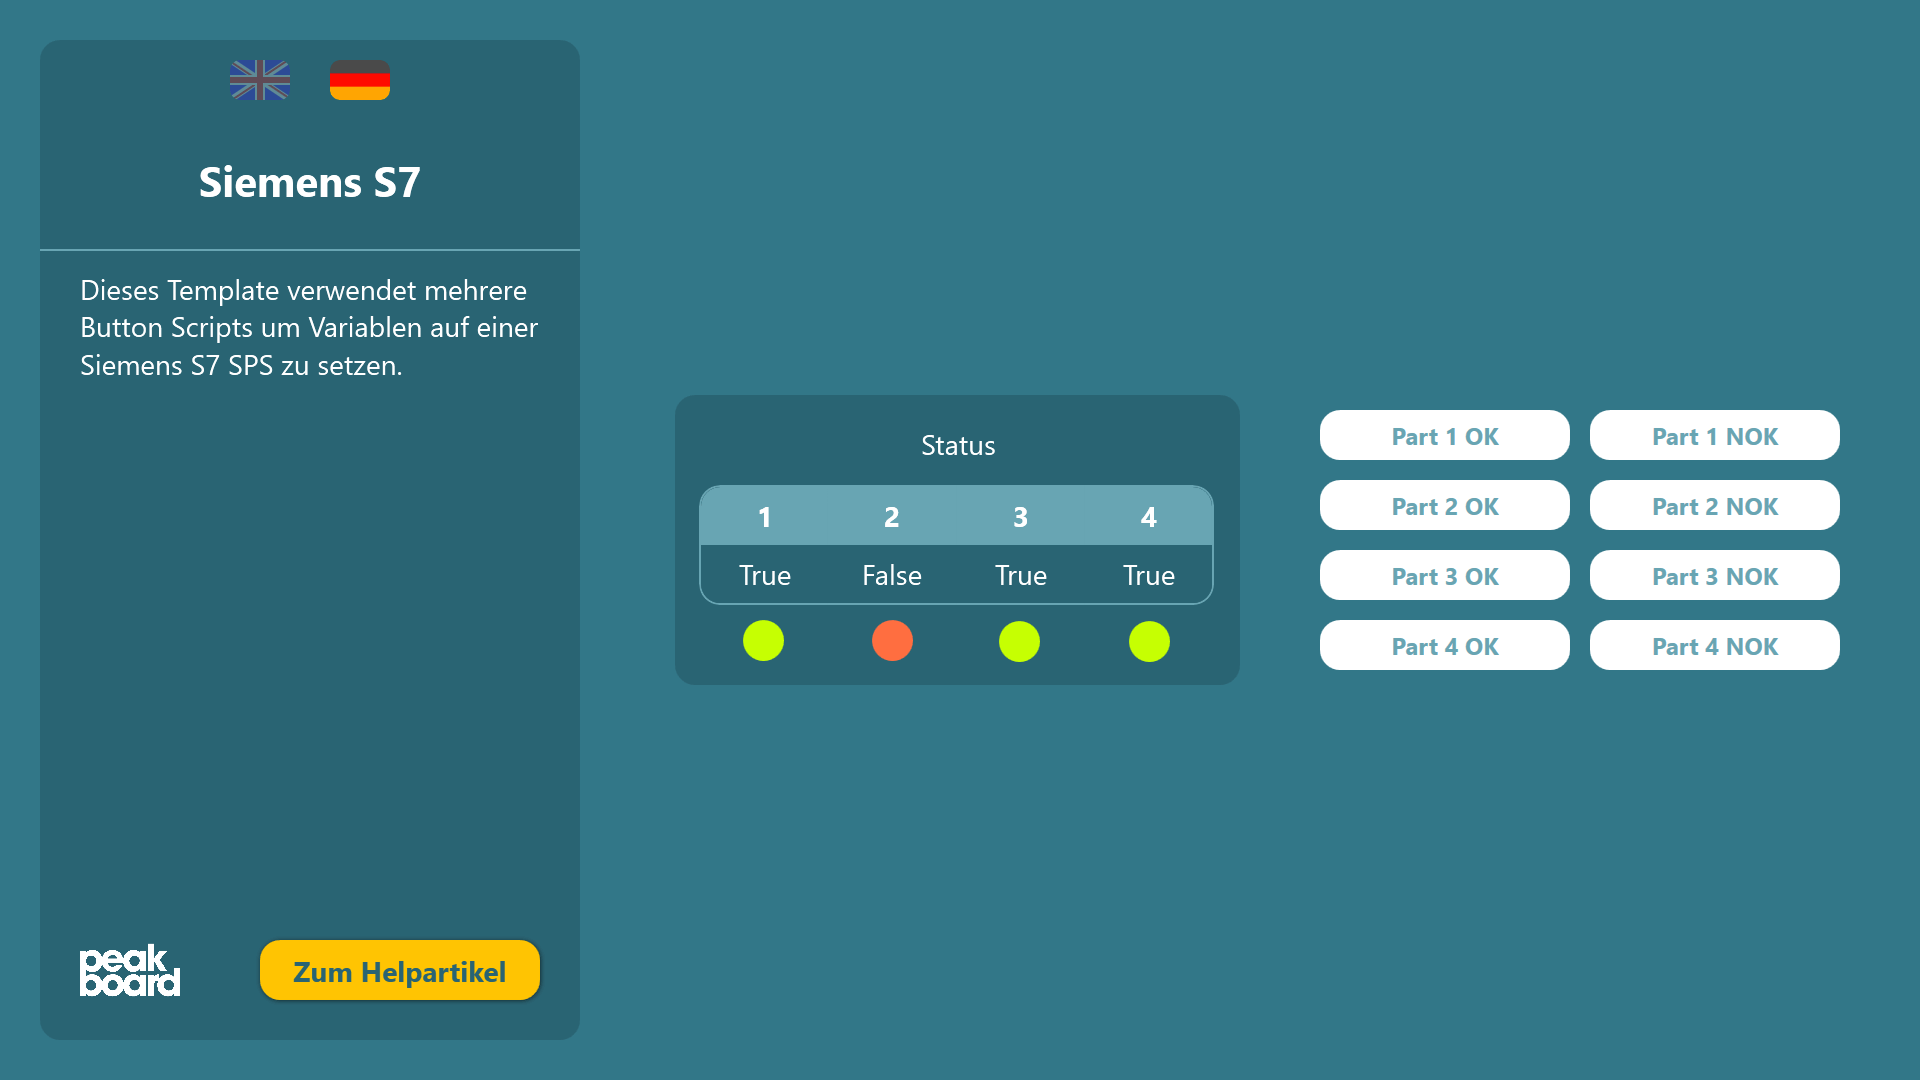 Siemens S7
Dieses Template verwendet mehrere
Button Scripts um Variablen auf einer
Siemens S7 SPS zu setzen.
peak
board
Zum Helpartikel
Status
1 2 3 4
True False True True
Part 1 OK Part 1 NOK
Part 2 OK Part 2 NOK
Part 3 OK Part 3 NOK
Part 4 OK Part 4 NOK